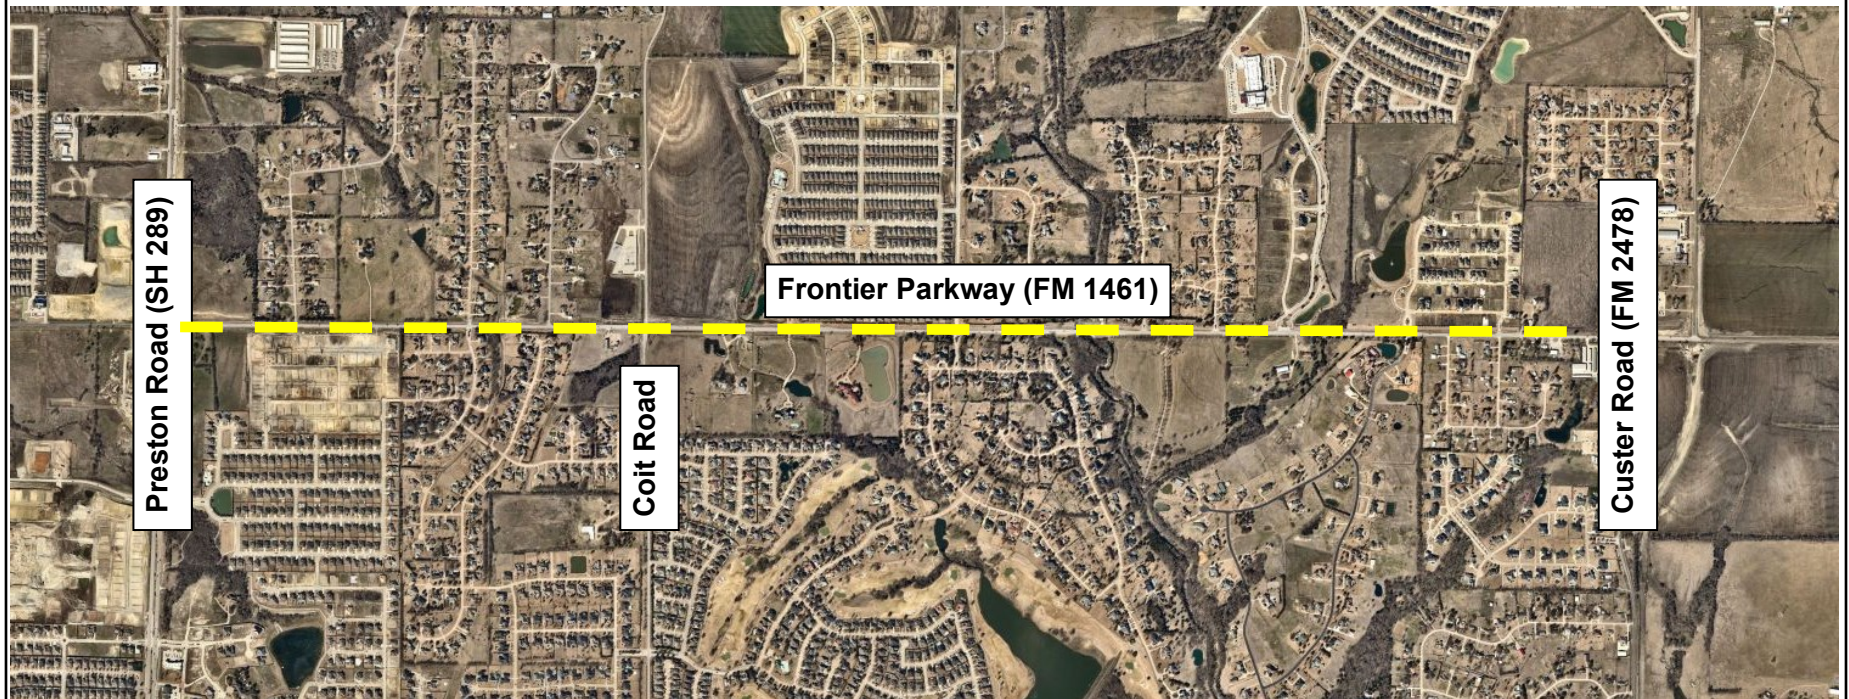 Preston Road (SH 289)
Coit Road
Frontier Parkway (FM 1461)
Custer Road (FM 2478)